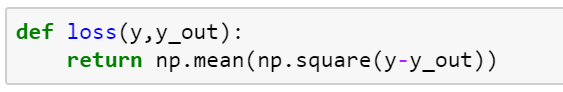 def loss(y,y_out):
    return np.mean(np.square(y-y_out))